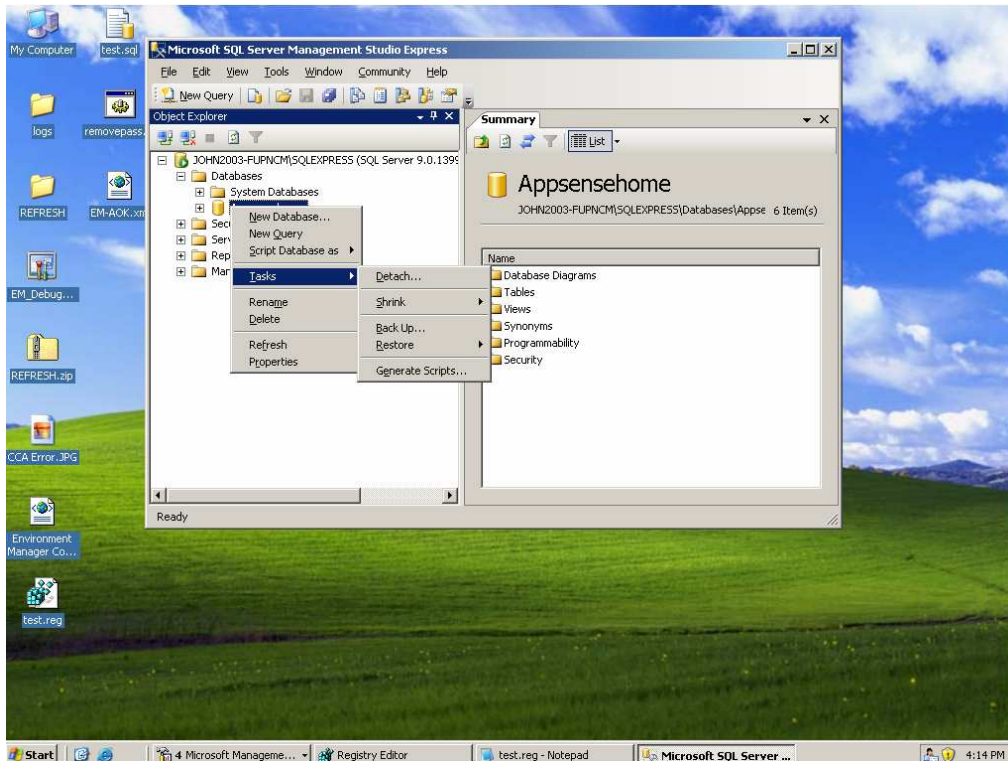 My Computer
test.sql
logs
removepass.
REFRESH
EM-AOK.xm
EM_Debug...
REFRESH.zip
CCA Error.JPG
Environment
Manager Co...
test.reg
Microsoft SQL Server Management Studio Express
File Edit View Tools Window Community Help
New Query
Object Explorer
JOHN2003-FUPNCM\SQLEXPRESS (SQL Server 9.0.1399
Databases
System Databases
Sec
Ser
Rep
Mar
New Database...
New Query
Script Database as
Tasks
Rename
Delete
Refresh
Properties
Detach...
Shrink
Back Up...
Restore
Generate Scripts...
Summary
List
Appsensehome
JOHN2003-FUPNCM\SQLEXPRESS\Databases\Appse 6 Item(s)
Name
Database Diagrams
Tables
Views
Synonyms
Programmability
Security
Ready
Start
4 Microsoft Manageme...
Registry Editor
test.reg - Notepad
Microsoft SQL Server ...
4:14 PM